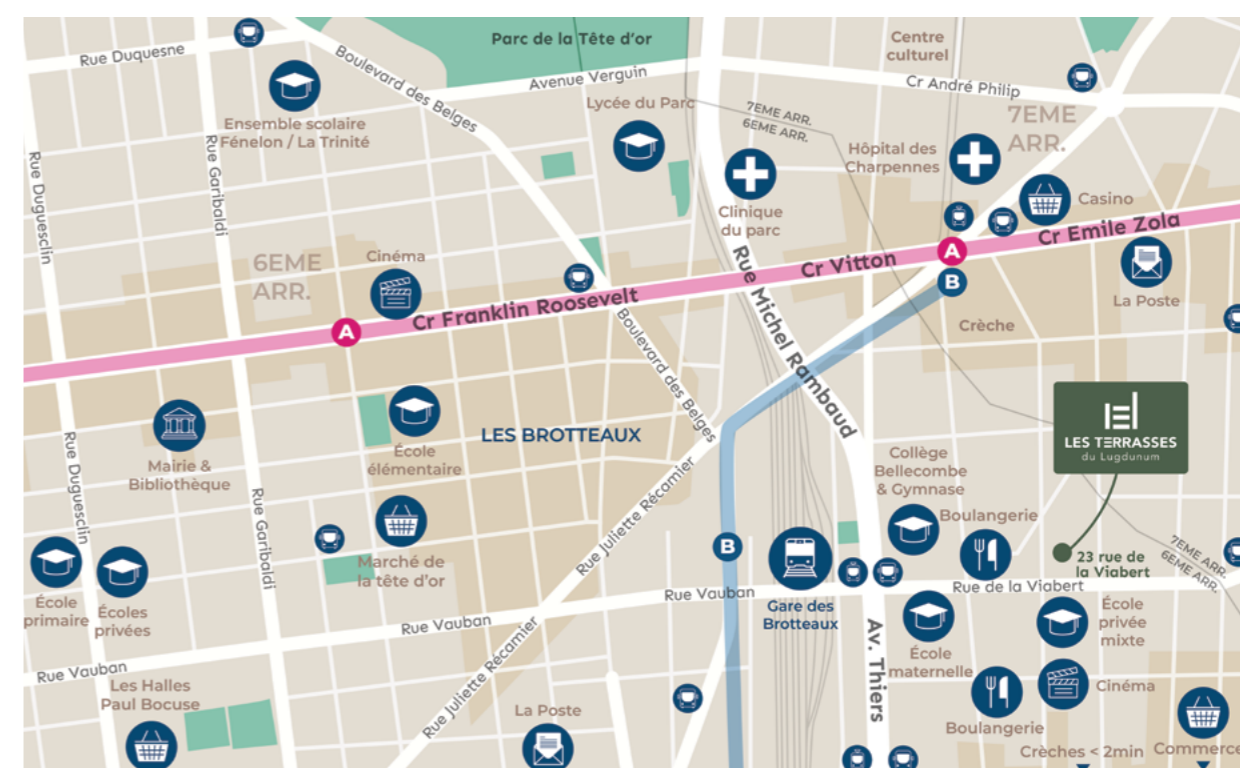 Parc de la Tête d'or
Centre
culturel
Rue Duquesne
Boulevard des Belges
Avenue Verguin
Cr André Philip
Lycée du Parc
7EME ARR.
6EME ARR.
7EME
ARR.
Ensemble scolaire
Fénelon / La Trinité
Rue Duguesclin
Rue Garibaldi
Hôpital des
Charpennes
Casino
Clinique
du parc
Cr Emile Zola
A
Cr Vitton
Rue Michel Rambaud
6EME
ARR.
Cinéma
B
La Poste
Cr Franklin Roosevelt
A
Crèche
Boulevard des Belges
LES TERRASSES
du Lugdunum
LES BROTTEAUX
École
élémentaire
Mairie &
Bibliothèque
Rue Duguesclin
Rue Garibaldi
Collège
Bellecombe
& Gymnase
Rue Juliette Récamier
Boulangerie
Marché de
la tête d'or
B
23 rue de
la Viabert
7EME ARR.
6EME ARR.
Rue de la Viabert
École
primaire
Écoles
privées
Rue Vauban
Gare des
Brotteaux
École
privée
mixte
Rue Vauban
Av. Thiers
École
maternelle
Rue Vauban
Rue Juliette Récamier
Les Halles
Paul Bocuse
Cinéma
La Poste
Boulangerie
Crèches < 2min
Commerce